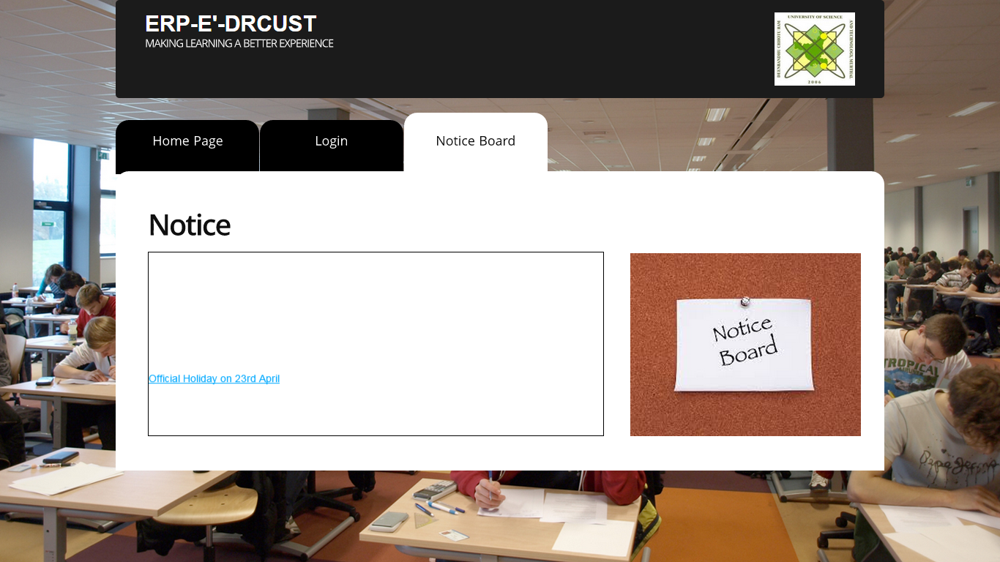 ERP-E'-DRCUST
MAKING LEARNING A BETTER EXPERIENCE
UNIVERSITY OF SCIENCE
DEENBANDHU CHHOTU RAM
AND TECHNOLOGY, MURTHAL
2006
Home Page
Login
Notice Board
Notice
Official Holiday on 23rd April
Notice
Board
TROPICAL